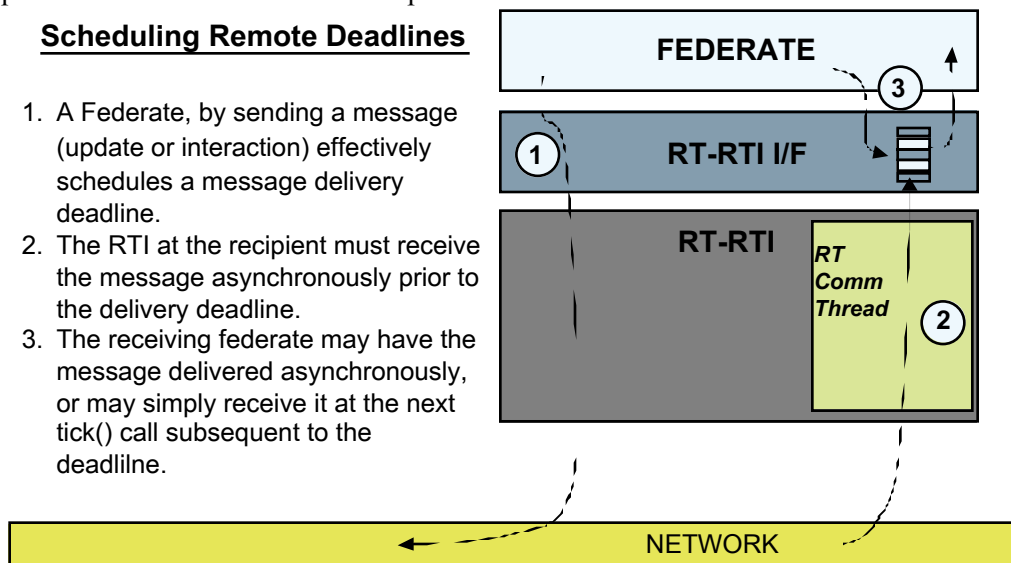 Scheduling Remote Deadlines
1. A Federate, by sending a message
(update or interaction) effectively
schedules a message delivery
deadline.
2. The RTI at the recipient must receive
the message asynchronously prior to
the delivery deadline.
3. The receiving federate may have the
message delivered asynchronously,
or may simply receive it at the next
tick() call subsequent to the
deadlilne.
FEDERATE
3
1
RT-RTI I/F
RT-RTI
RT
Comm
Thread
2
NETWORK